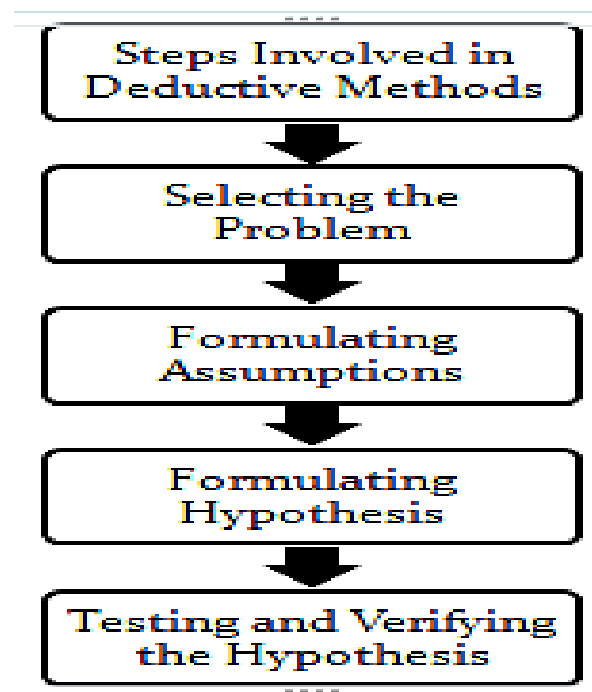 Steps Involved in
Deductive Methods
Selecting the
Problem
Formulating
Assumptions
Formulating
Hypothesis
Testing and Verifying
the Hypothesis